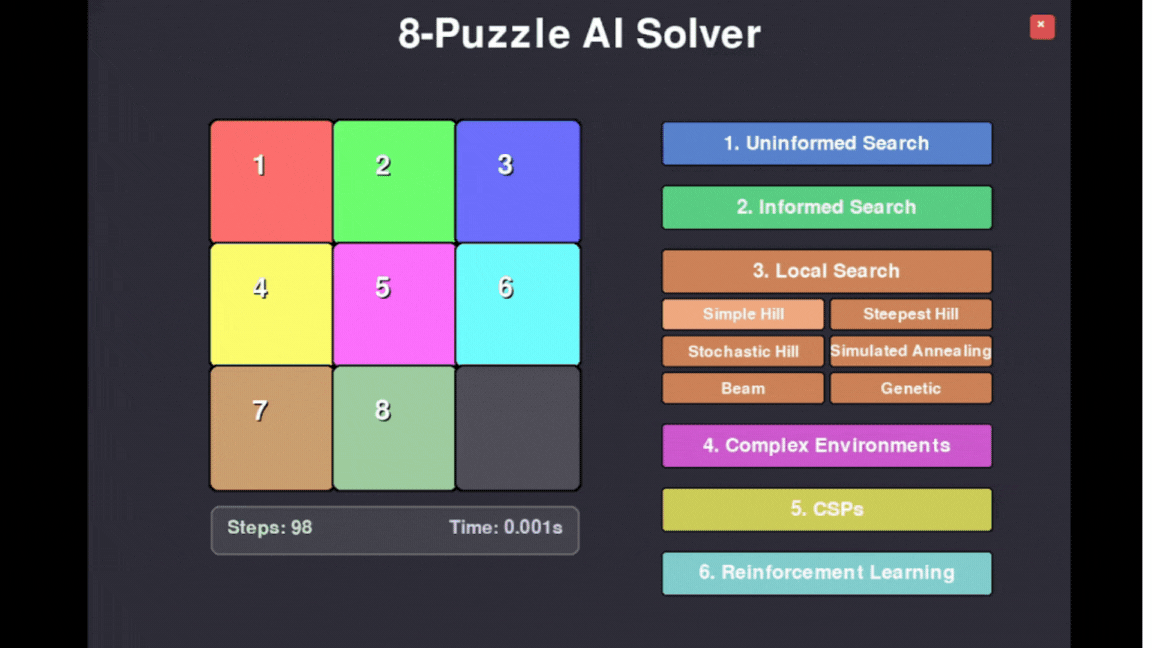 8-Puzzle AI Solver
×
1 2 3
4 5 6
7 8
Steps: 98 Time: 0.001s
1. Uninformed Search
2. Informed Search
3. Local Search
Simple Hill Steepest Hill
Stochastic Hill Simulated Annealing
Beam Genetic
4. Complex Environments
5. CSPs
6. Reinforcement Learning